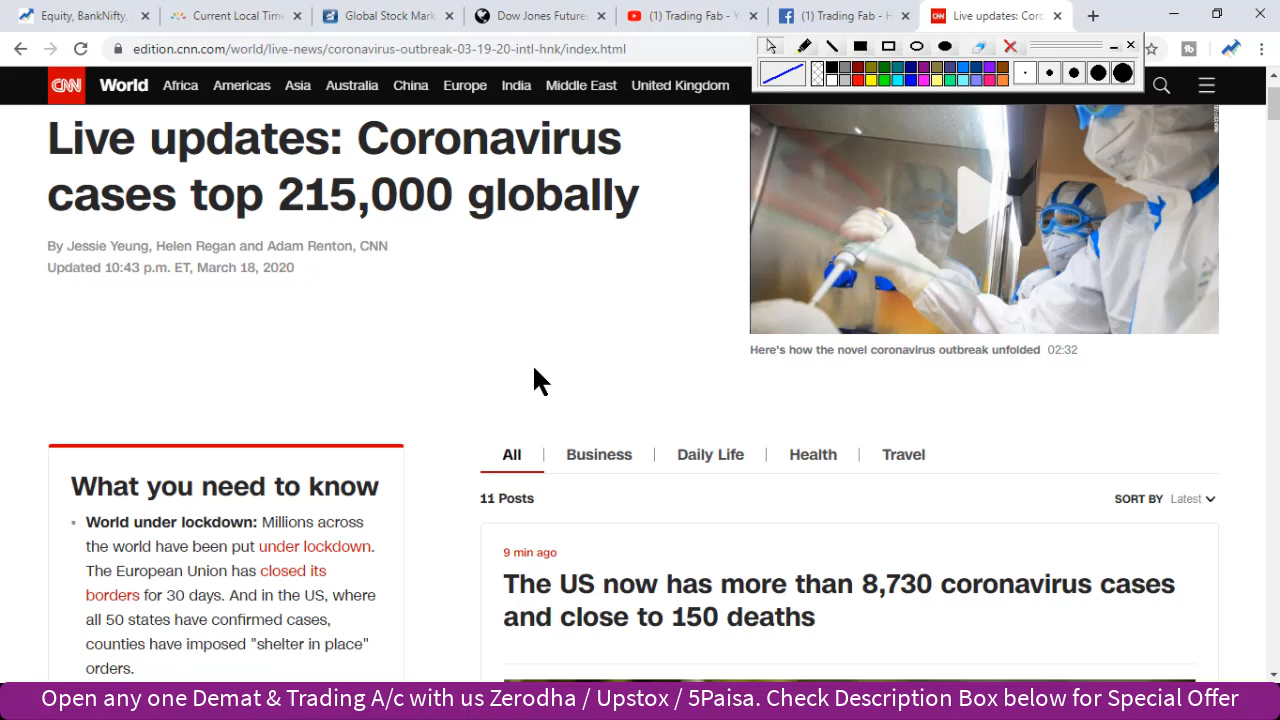 Equity, BankNifty,
Current Local Time
Global Stock Mark
Dow Jones Future
(1) Trading Fab - Y
(1) Trading Fab - H
CNN
Live updates: Coro
edition.cnn.com/world/live-news/coronavirus-outbreak-03-19-20-intl-hnk/index.html
CNN
World
Africa
Americas
Asia
Australia
China
Europe
India
Middle East
United Kingdom
Live updates: Coronavirus
cases top 215,000 globally
By Jessie Yeung, Helen Regan and Adam Renton, CNN
Updated 10:43 p.m. ET, March 18, 2020
Here's how the novel coronavirus outbreak unfolded 02:32
What you need to know
World under lockdown: Millions across
the world have been put under lockdown.
The European Union has closed its
borders for 30 days. And in the US, where
all 50 states have confirmed cases,
counties have imposed "shelter in place"
orders.
All
Business
Daily Life
Health
Travel
11 Posts
SORT BY Latest
9 min ago
The US now has more than 8,730 coronavirus cases
and close to 150 deaths
Open any one Demat & Trading A/c with us Zerodha / Upstox / 5Paisa. Check Description Box below for Special Offer